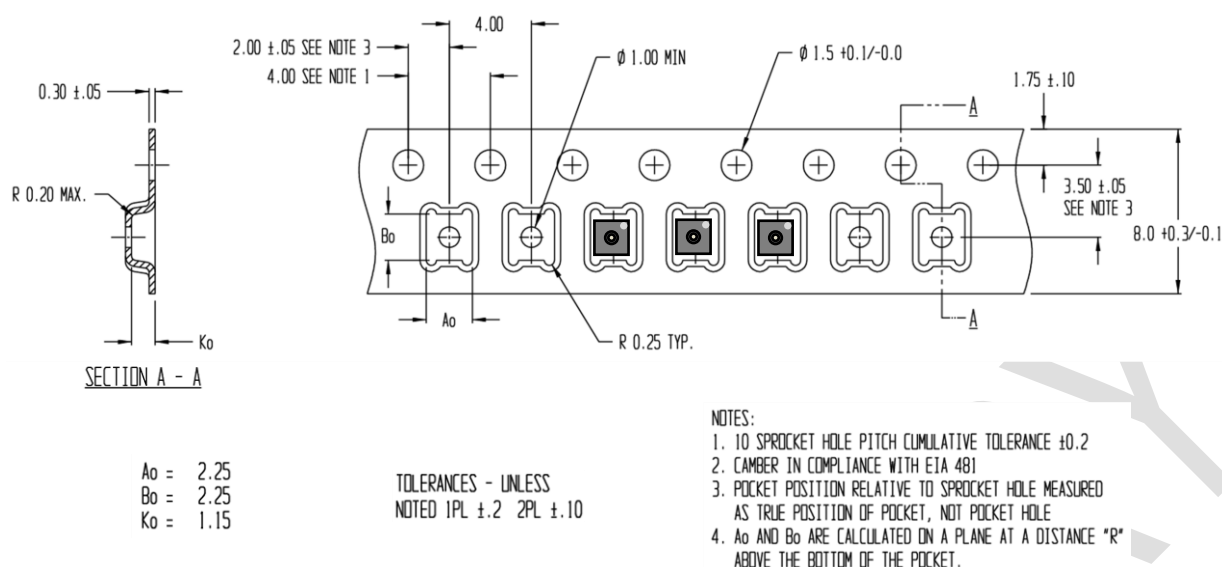 4.00
2.00 ±.05 SEE NOTE 3
4.00 SEE NOTE 1
0.30 ±.05
ϕ 1.00 MIN
ϕ 1.5 +0.1/-0.0
1.75 ±.10
A
R 0.20 MAX.
3.50 ±.05
SEE NOTE 3
8.0 +0.3/-0.1
Bo
Ao
A
R 0.25 TYP.
Ko
SECTION A - A
Ao = 2.25
Bo = 2.25
Ko = 1.15
TOLERANCES - UNLESS
NOTED 1PL ±.2 2PL ±.10
NOTES:
1. 10 SPROCKET HOLE PITCH CUMULATIVE TOLERANCE ±0.2
2. CAMBER IN COMPLIANCE WITH EIA 481
3. POCKET POSITION RELATIVE TO SPROCKET HOLE MEASURED
AS TRUE POSITION OF POCKET, NOT POCKET HOLE
4. Ao AND Bo ARE CALCULATED ON A PLANE AT A DISTANCE "R"
ABOVE THE BOTTOM OF THE POCKET.